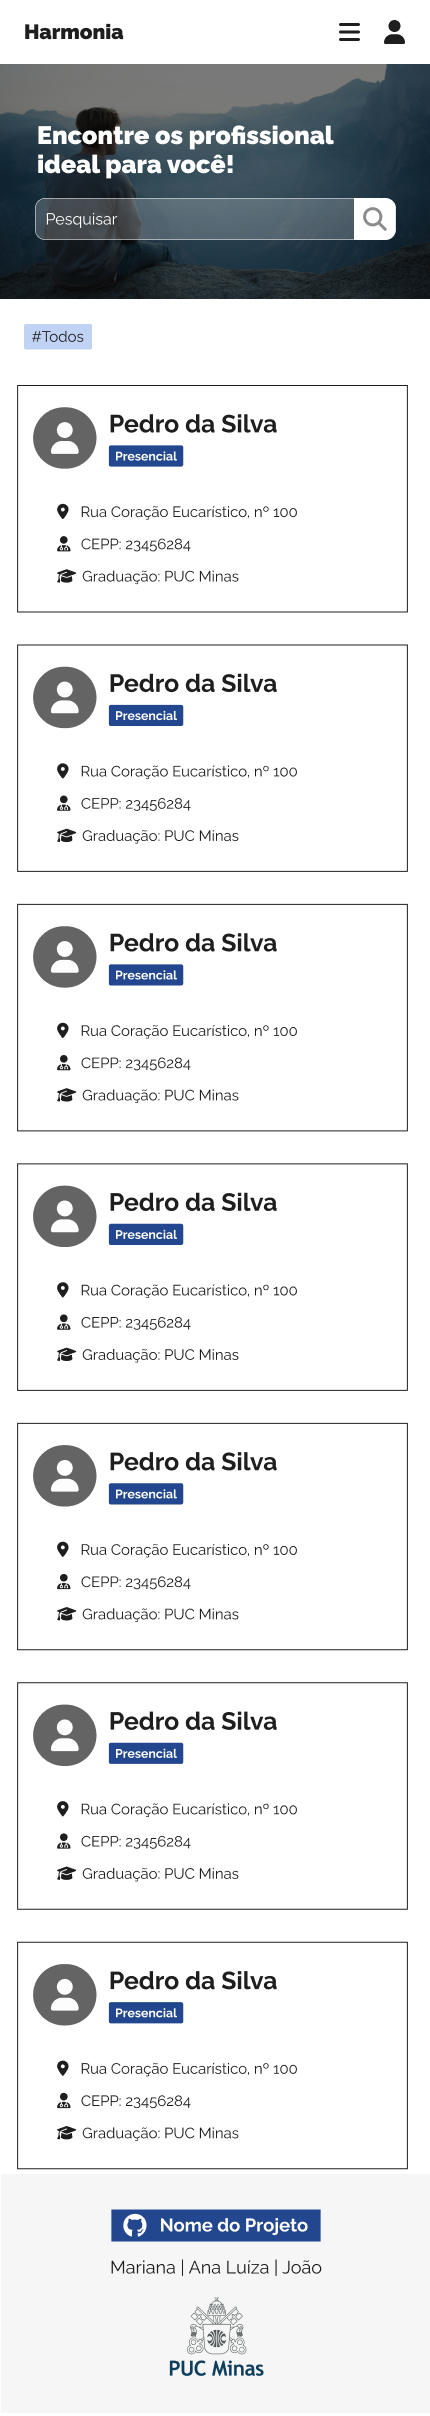 Harmonia
Encontre os profissional
ideal para você!
Pesquisar
#Todos
Pedro da Silva
Presencial
Rua Coração Eucarístico, nº 100
CEPP: 23456284
Graduação: PUC Minas
Pedro da Silva
Presencial
Rua Coração Eucarístico, nº 100
CEPP: 23456284
Graduação: PUC Minas
Pedro da Silva
Presencial
Rua Coração Eucarístico, nº 100
CEPP: 23456284
Graduação: PUC Minas
Pedro da Silva
Presencial
Rua Coração Eucarístico, nº 100
CEPP: 23456284
Graduação: PUC Minas
Pedro da Silva
Presencial
Rua Coração Eucarístico, nº 100
CEPP: 23456284
Graduação: PUC Minas
Pedro da Silva
Presencial
Rua Coração Eucarístico, nº 100
CEPP: 23456284
Graduação: PUC Minas
Pedro da Silva
Presencial
Rua Coração Eucarístico, nº 100
CEPP: 23456284
Graduação: PUC Minas
Nome do Projeto
Mariana | Ana Luíza | João
PUC Minas